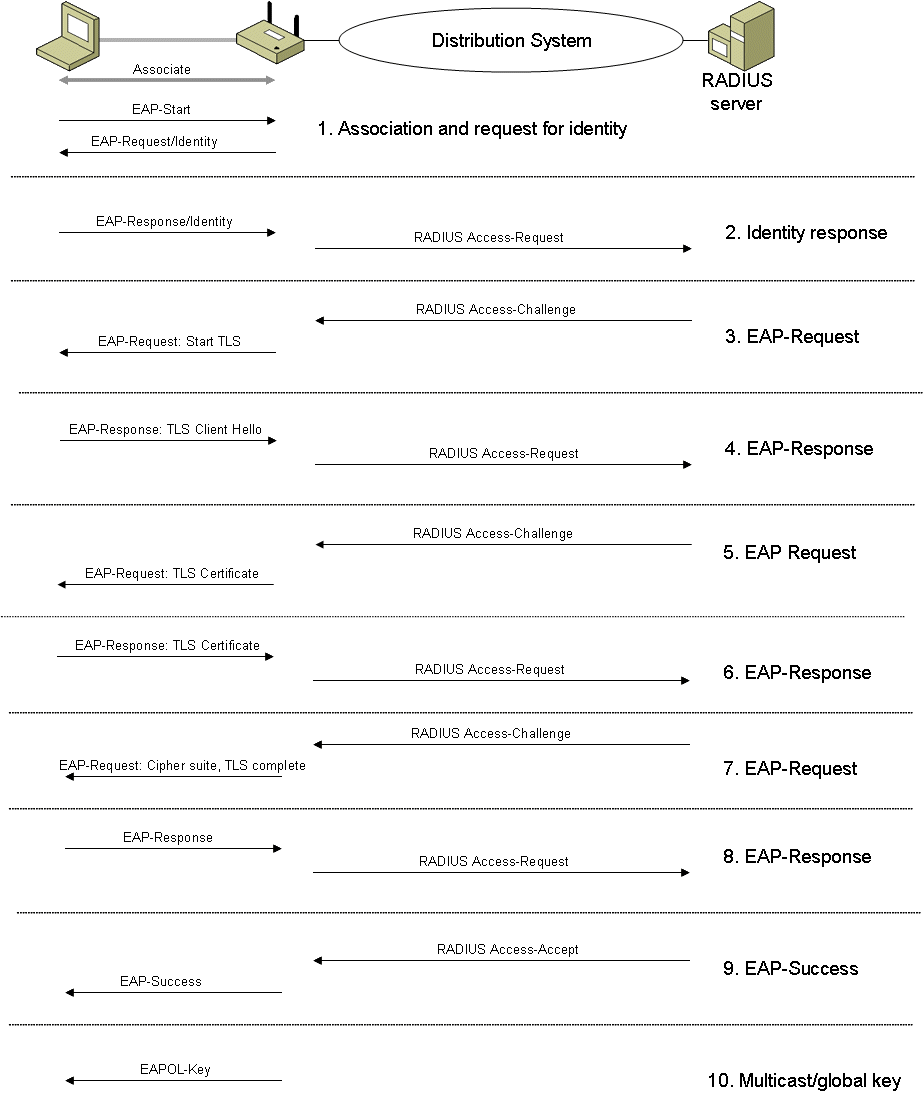 Distribution System
RADIUS
server
Associate
EAP-Start
1. Association and request for identity
EAP-Request/Identity
EAP-Response/Identity
RADIUS Access-Request
2. Identity response
RADIUS Access-Challenge
3. EAP-Request
EAP-Request: Start TLS
EAP-Response: TLS Client Hello
4. EAP-Response
RADIUS Access-Request
RADIUS Access-Challenge
5. EAP Request
EAP-Request: TLS Certificate
EAP-Response: TLS Certificate
RADIUS Access-Request
6. EAP-Response
RADIUS Access-Challenge
EAP-Request: Cipher suite, TLS complete
7. EAP-Request
EAP-Response
RADIUS Access-Request
8. EAP-Response
RADIUS Access-Accept
9. EAP-Success
EAP-Success
EAPOL-Key
10. Multicast/global key